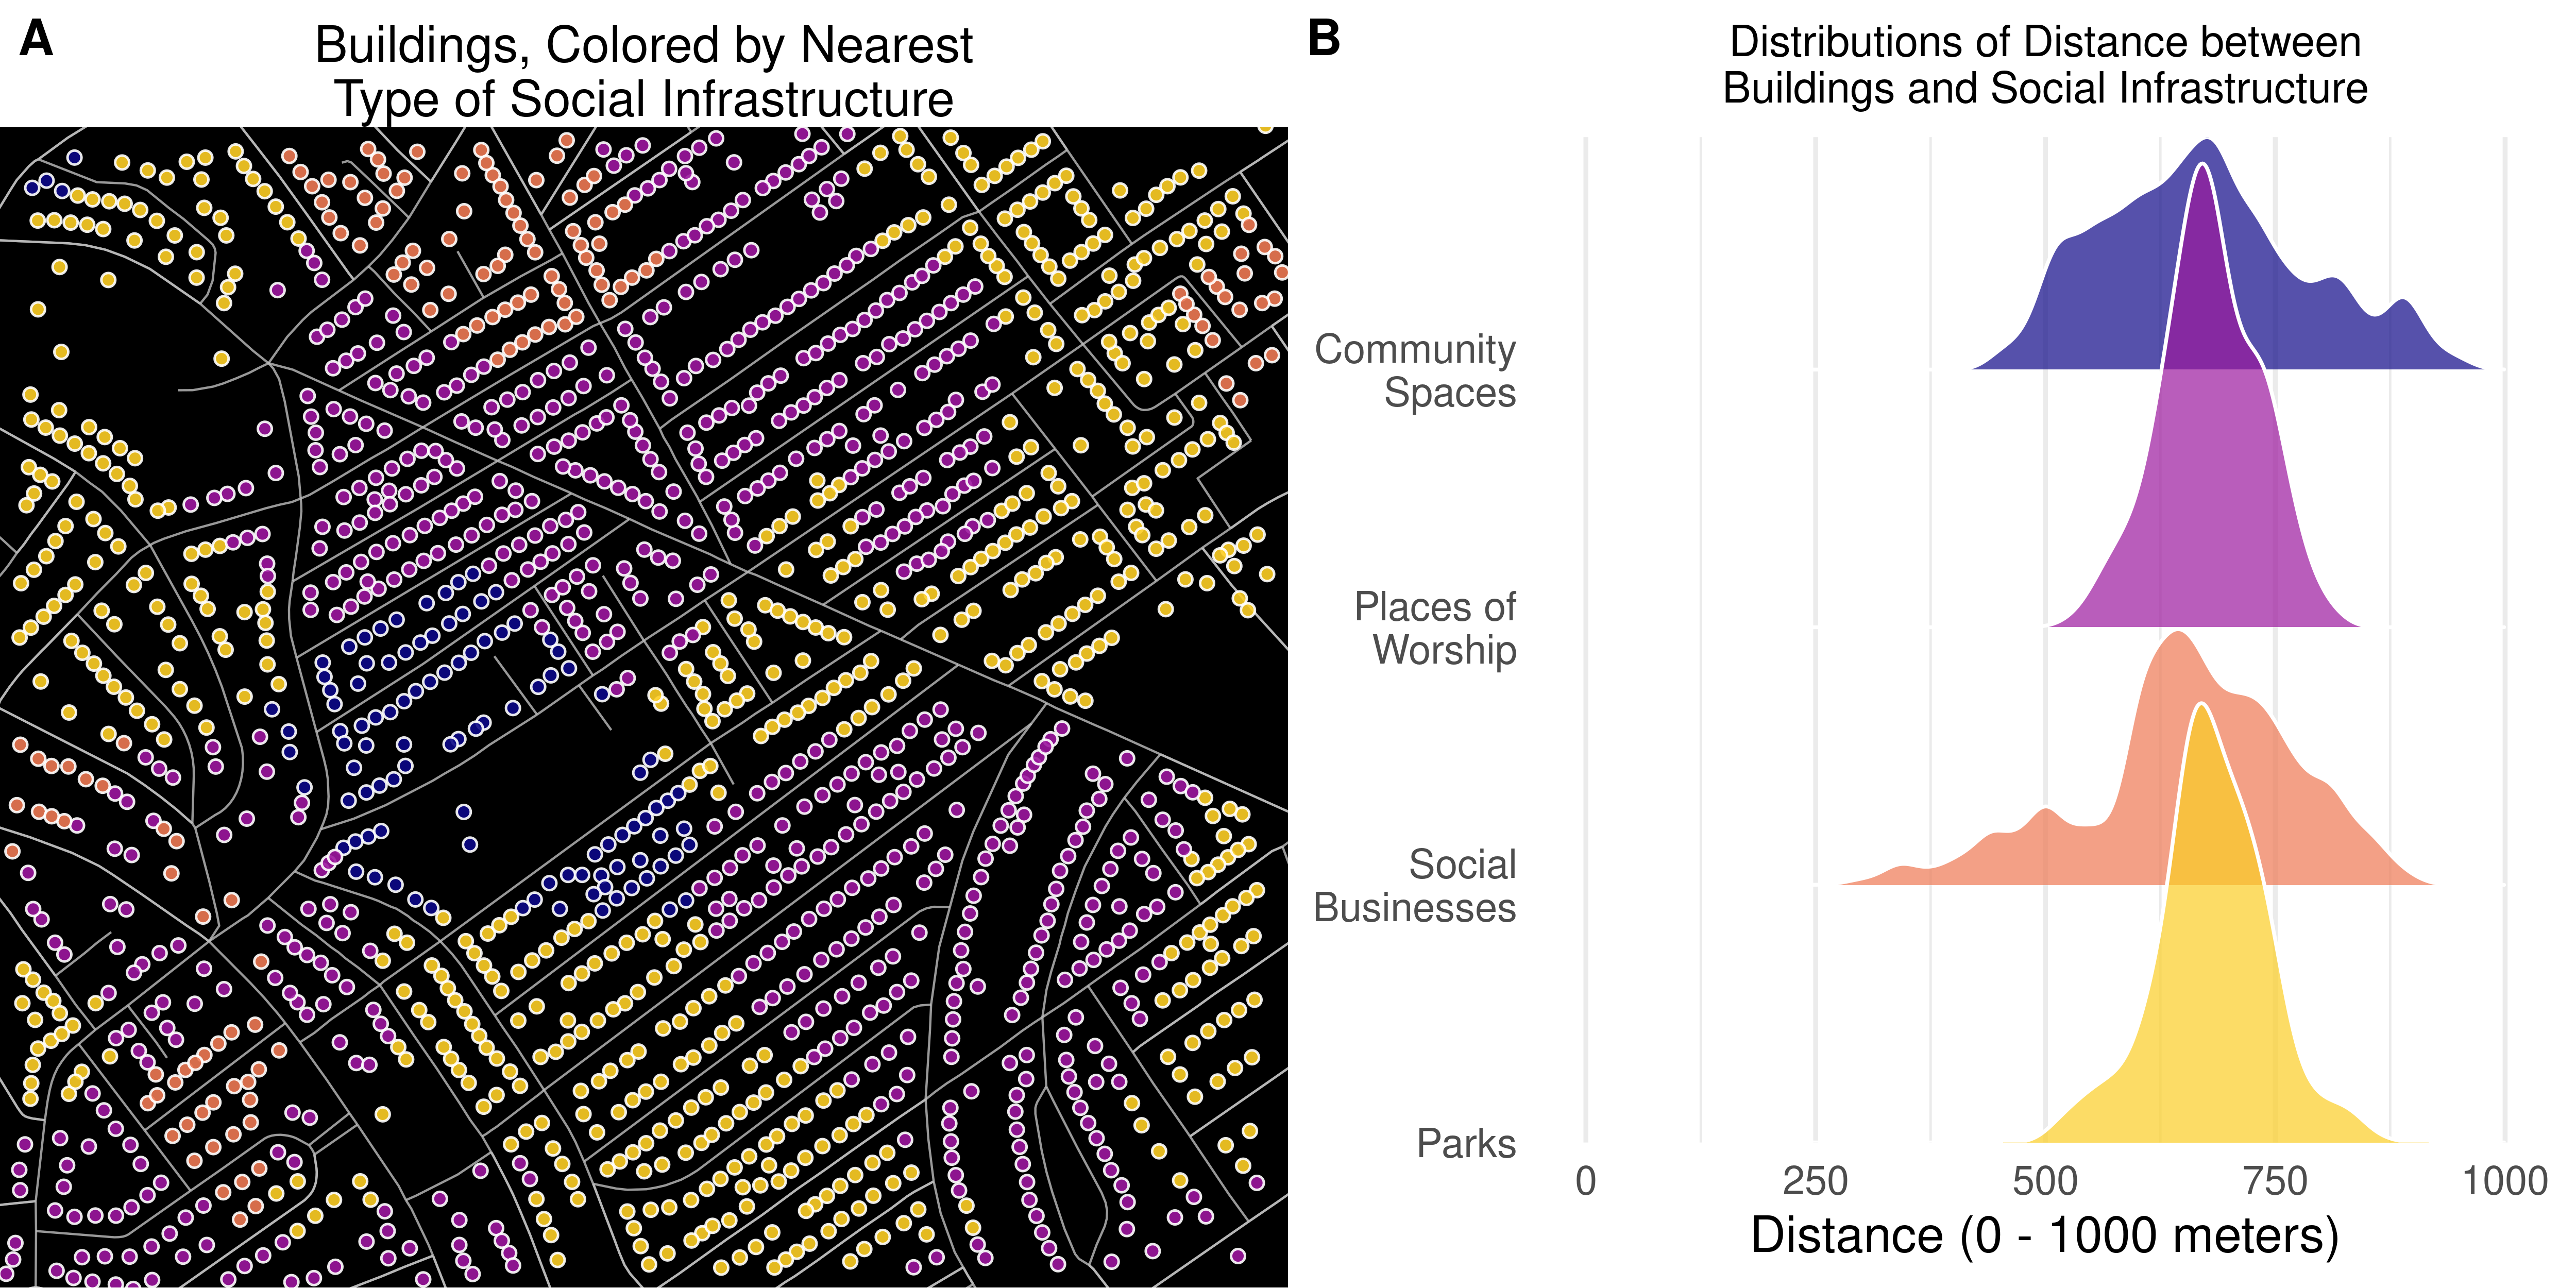 A
Buildings, Colored by Nearest
Type of Social Infrastructure
B
Distributions of Distance between
Buildings and Social Infrastructure
Community
Spaces
Places of
Worship
Social
Businesses
Parks
0 250 500 750 1000
Distance (0 - 1000 meters)